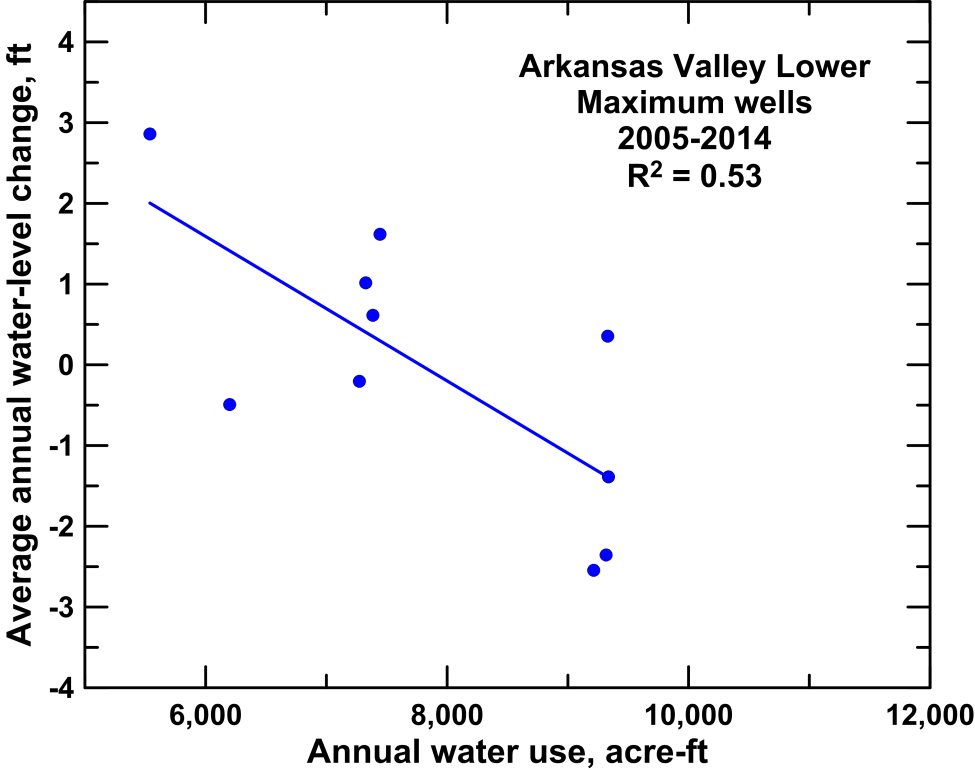 Arkansas Valley Lower
Maximum wells
2005-2014
R² = 0.53
Average annual water-level change, ft
4
3
2
1
0
-1
-2
-3
-4
6,000 8,000 10,000 12,000
Annual water use, acre-ft